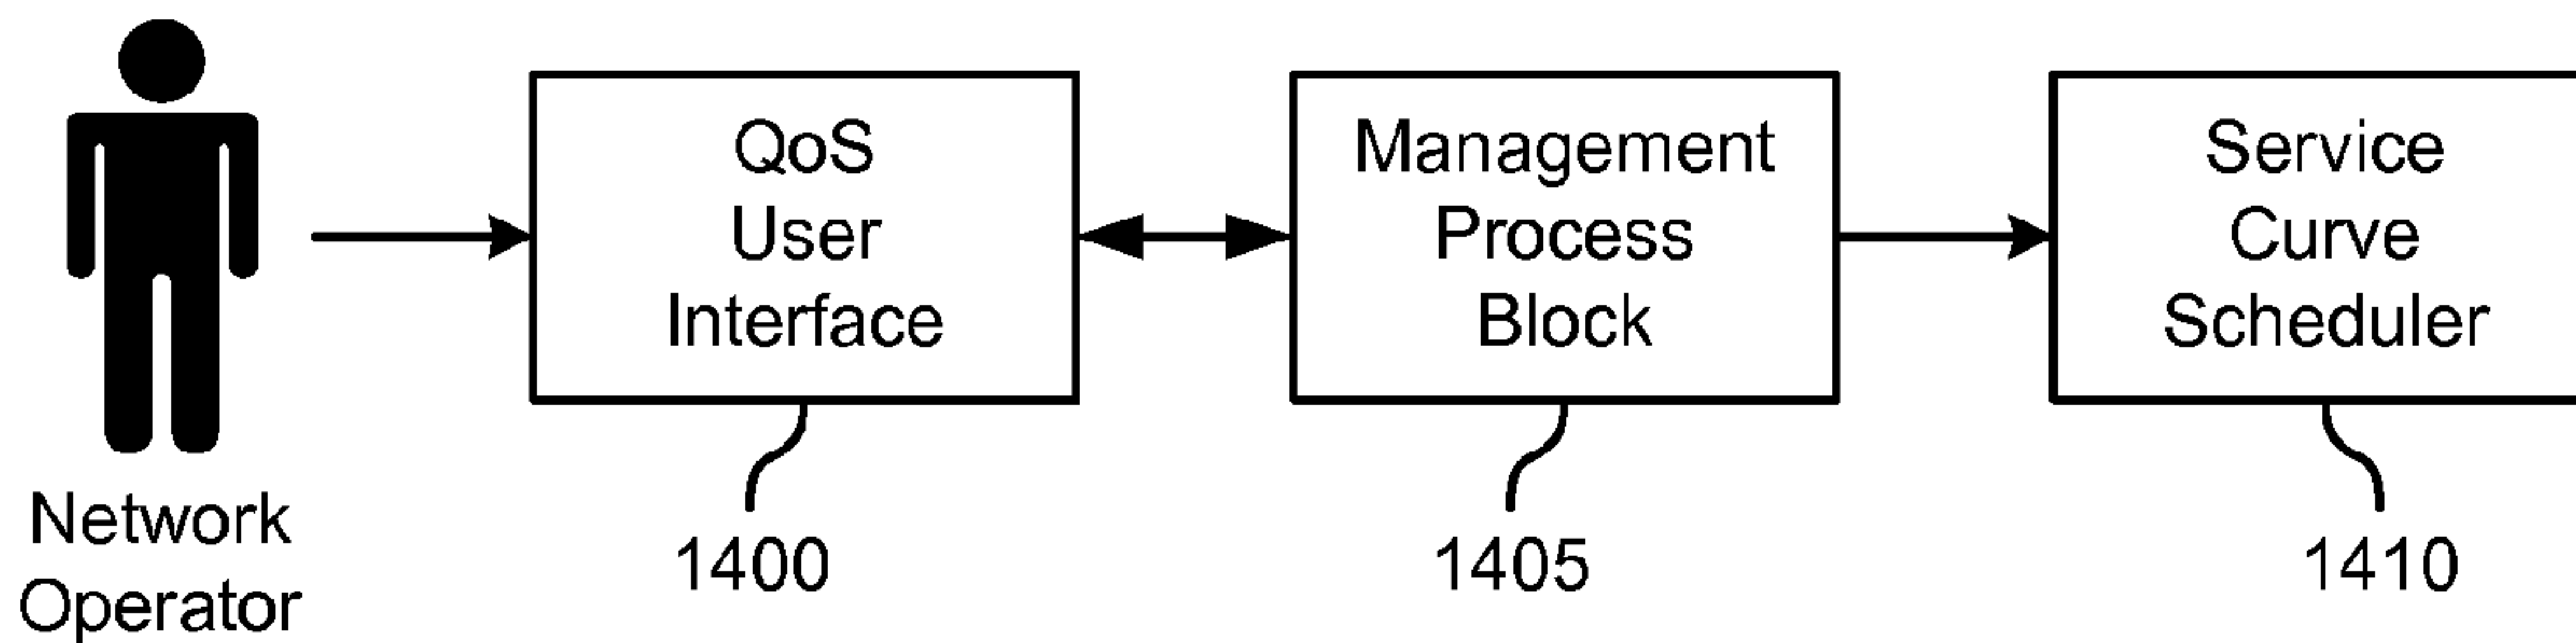 QoS
User
Interface
Management
Process
Block
Service
Curve
Scheduler
Network
Operator
1400
1405
1410